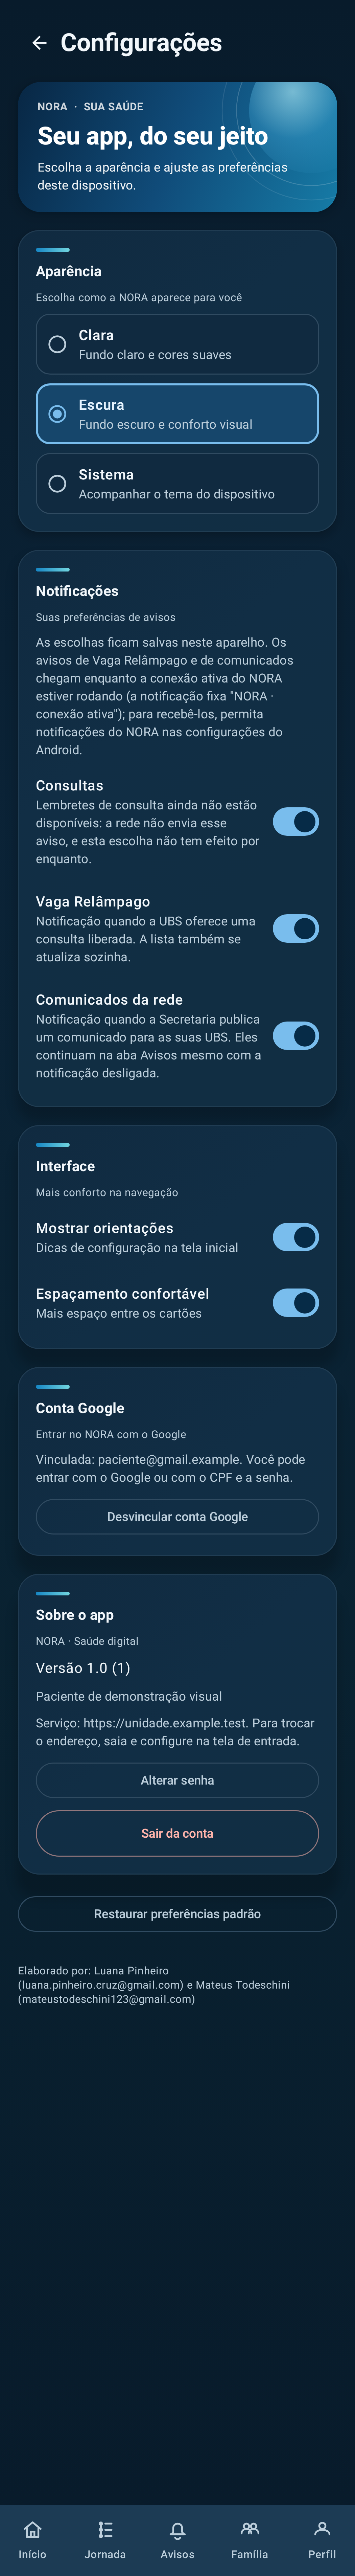 Configurações
NORA · SUA SAÚDE
Seu app, do seu jeito
Escolha a aparência e ajuste as preferências
deste dispositivo.
Aparência
Escolha como a NORA aparece para você
Clara
Fundo claro e cores suaves
Escura
Fundo escuro e conforto visual
Sistema
Acompanhar o tema do dispositivo
Notificações
Suas preferências de avisos
As escolhas ficam salvas neste aparelho. Os
avisos de Vaga Relâmpago e de comunicados
chegam enquanto a conexão ativa do NORA
estiver rodando (a notificação fixa "NORA ·
conexão ativa"); para recebê-los, permita
notificações do NORA nas configurações do
Android.
Consultas
Lembretes de consulta ainda não estão
disponíveis: a rede não envia esse
aviso, e esta escolha não tem efeito por
enquanto.
Vaga Relâmpago
Notificação quando a UBS oferece uma
consulta liberada. A lista também se
atualiza sozinha.
Comunicados da rede
Notificação quando a Secretaria publica
um comunicado para as suas UBS. Eles
continuam na aba Avisos mesmo com a
notificação desligada.
Interface
Mais conforto na navegação
Mostrar orientações
Dicas de configuração na tela inicial
Espaçamento confortável
Mais espaço entre os cartões
Conta Google
Entrar no NORA com o Google
Vinculada: paciente@gmail.example. Você pode
entrar com o Google ou com o CPF e a senha.
Desvincular conta Google
Sobre o app
NORA · Saúde digital
Versão 1.0 (1)
Paciente de demonstração visual
Serviço: https://unidade.example.test. Para trocar
o endereço, saia e configure na tela de entrada.
Alterar senha
Sair da conta
Restaurar preferências padrão
Elaborado por: Luana Pinheiro
(luana.pinheiro.cruz@gmail.com) e Mateus Todeschini
(mateustodeschini123@gmail.com)
Início
Jornada
Avisos
Família
Perfil